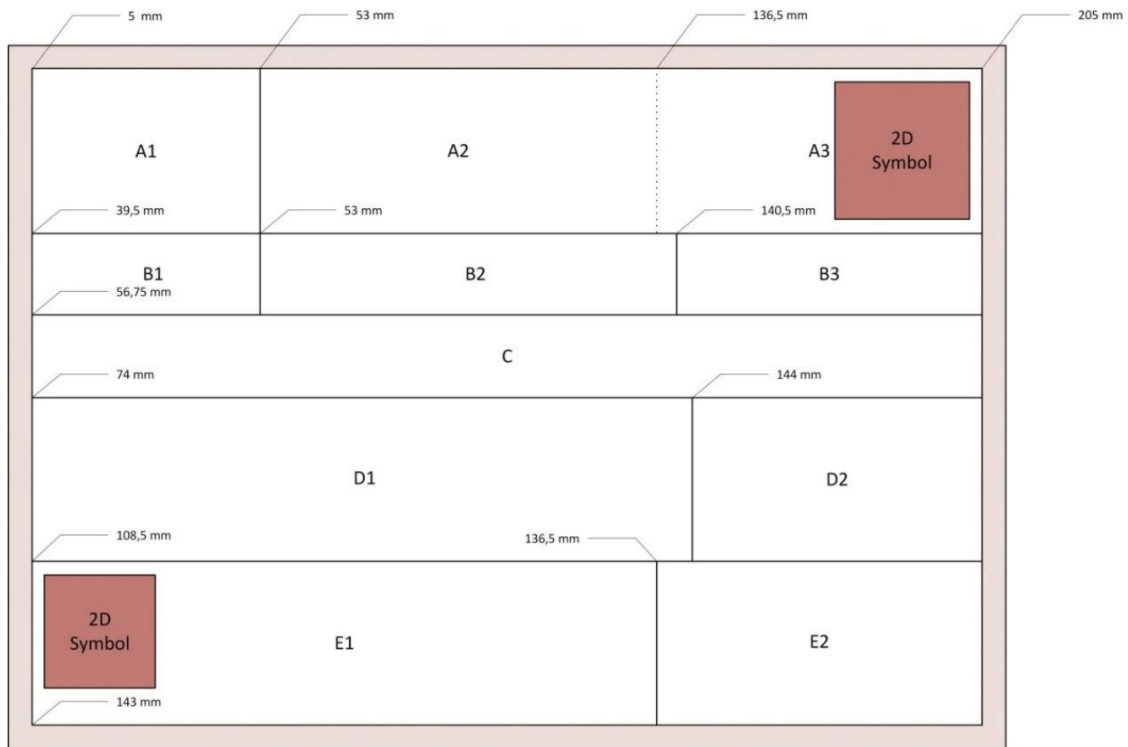 5 mm
53 mm
136,5 mm
205 mm
A1
A2
A3
2D
Symbol
39,5 mm
53 mm
140,5 mm
B1
B2
B3
56,75 mm
C
74 mm
144 mm
D1
D2
108,5 mm
136,5 mm
2D
Symbol
E1
E2
143 mm